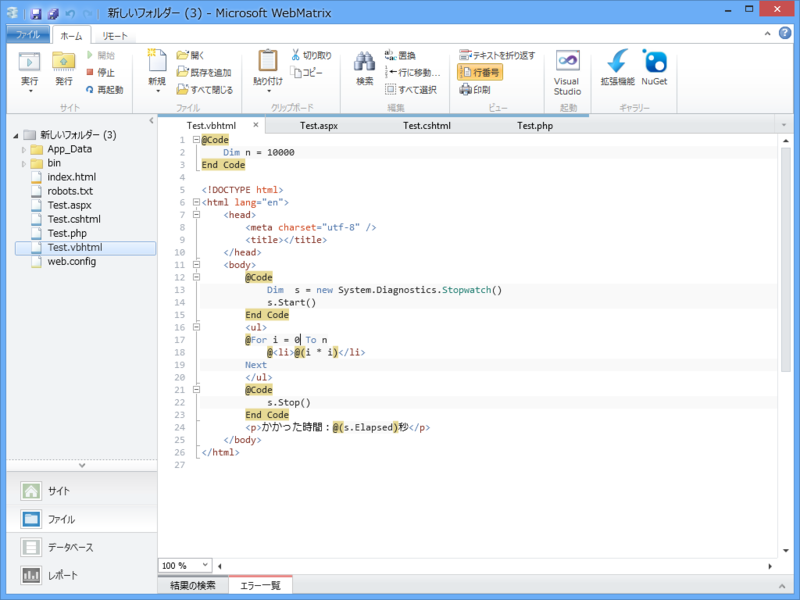 新しいフォルダー (3) - Microsoft WebMatrix
ファイル ホーム リモート
実行 発行 開始 停止 再起動
サイト
新規 開く 既存を追加 すべて閉じる
ファイル
貼り付け 切り取り コピー
クリップボード
検索 置換 行に移動... すべて選択
編集
テキストを折り返す 行番号 印刷
ビュー
Visual Studio
起動
拡張機能 NuGet
ギャラリー
新しいフォルダー (3)
App_Data
bin
index.html
robots.txt
Test.aspx
Test.cshtml
Test.php
Test.vbhtml
web.config
サイト
ファイル
データベース
レポート
Test.vbhtml Test.aspx Test.cshtml Test.php
1 @Code
2 Dim n = 10000
3 End Code
4
5 <!DOCTYPE html>
6 <html lang="en">
7 <head>
8 <meta charset="utf-8" />
9 <title></title>
10 </head>
11 <body>
12 @Code
13 Dim  s = new System.Diagnostics.Stopwatch()
14 s.Start()
15 End Code
16 <ul>
17 @For i = 0 To n
18 @<li>@(i * i)</li>
19 Next
20 </ul>
21 @Code
22 s.Stop()
23 End Code
24 <p>かかった時間：@(s.Elapsed)秒</p>
25 </body>
26 </html>
27
100 %
結果の検索 エラー一覧